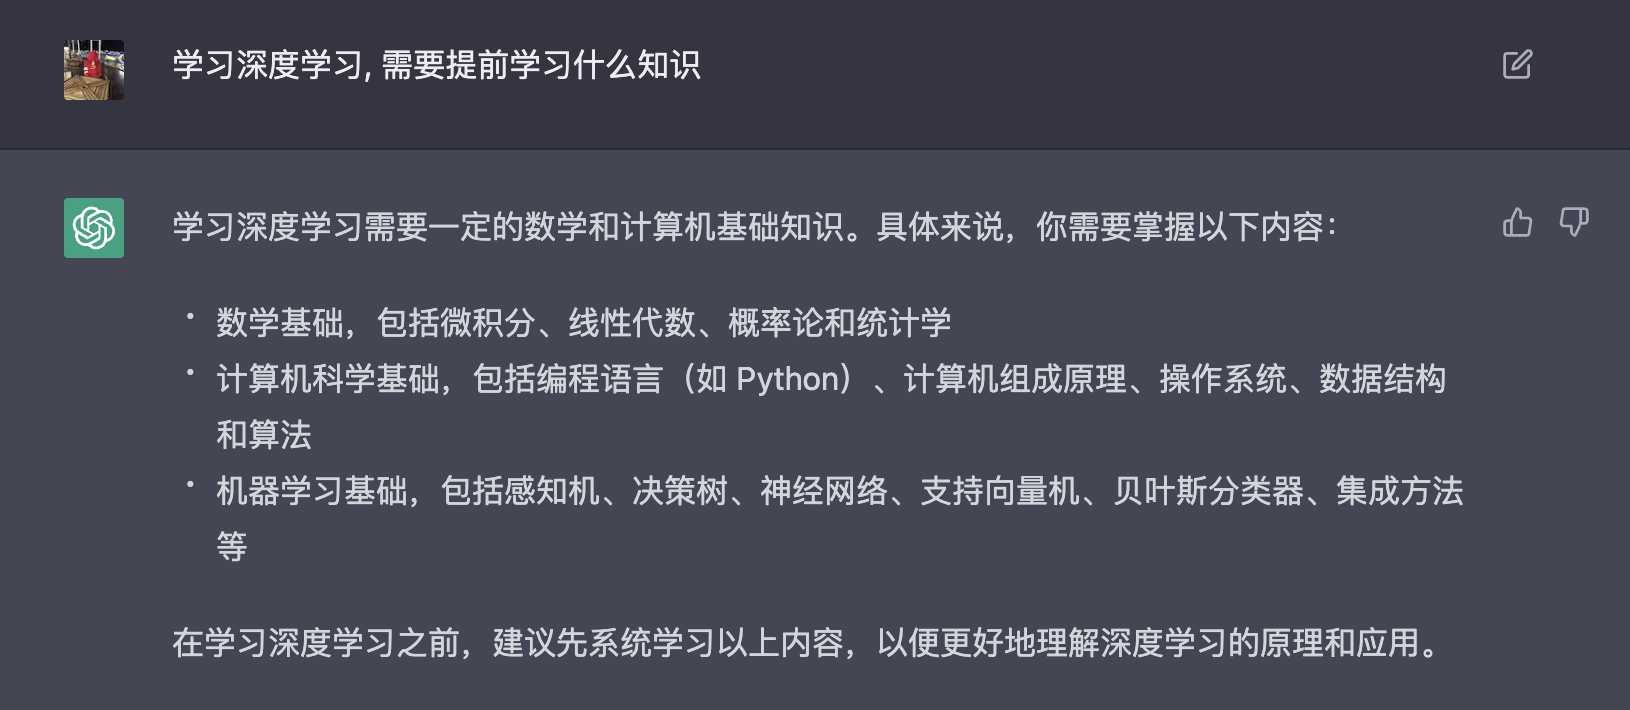 学习深度学习, 需要提前学习什么知识
学习深度学习需要一定的数学和计算机基础知识。具体来说，你需要掌握以下内容：
• 数学基础，包括微积分、线性代数、概率论和统计学
• 计算机科学基础，包括编程语言（如 Python）、计算机组成原理、操作系统、数据结构
和算法
• 机器学习基础，包括感知机、决策树、神经网络、支持向量机、贝叶斯分类器、集成方法
等
在学习深度学习之前，建议先系统学习以上内容，以便更好地理解深度学习的原理和应用。